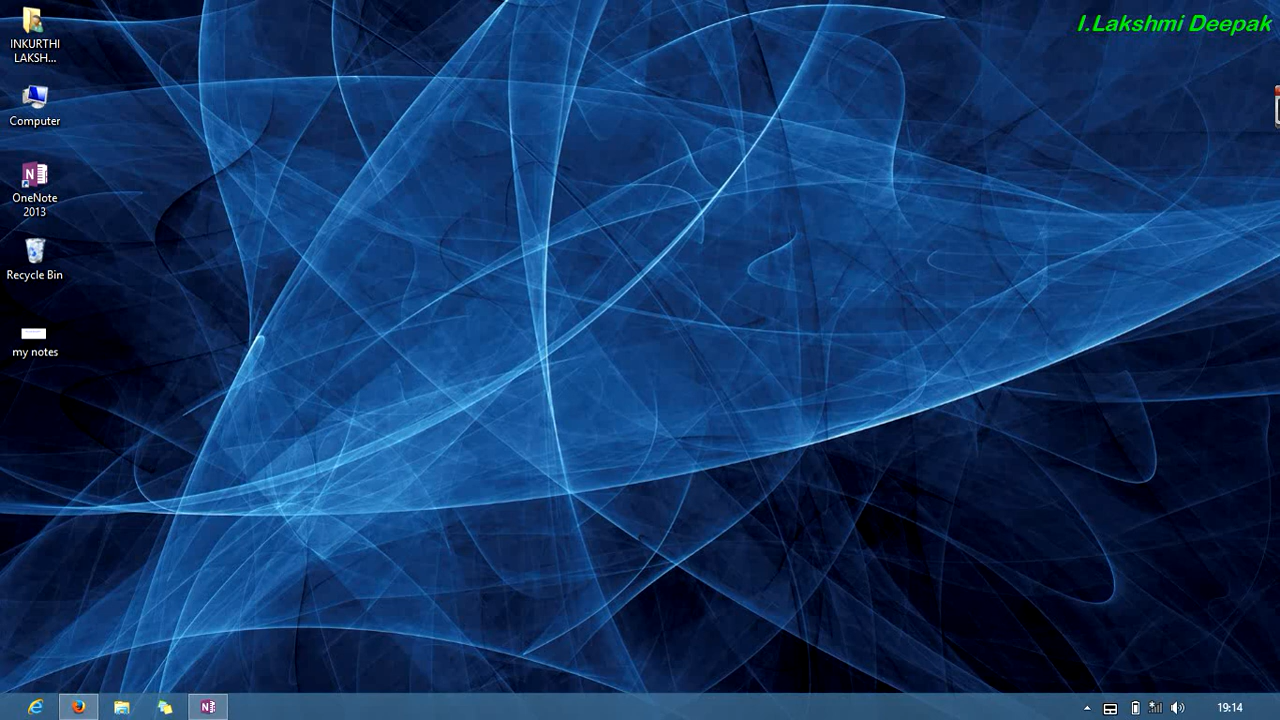 I.Lakshmi Deepak
INKURTHI
LAKSH...
Computer
OneNote
2013
Recycle Bin
my notes
19:14